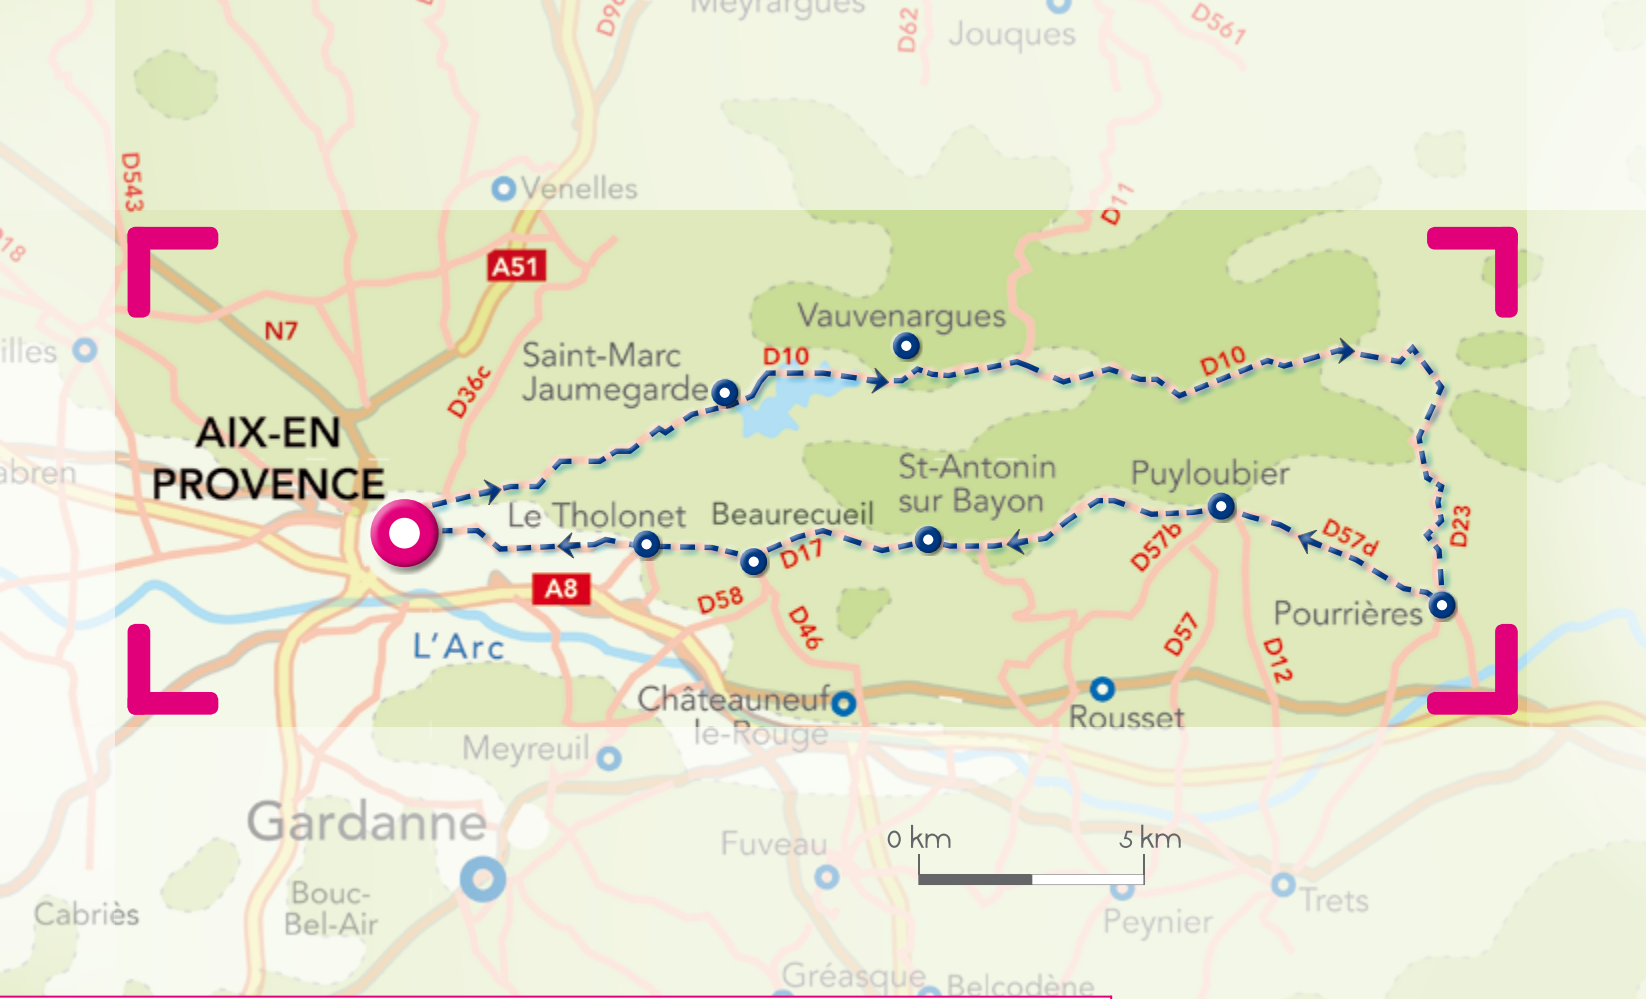 Meyrargues
D62
Jouques
D561
D96
D543
Venelles
D11
D18
A51
N7
Vauvenargues
Saint-Marc
Jaumegarde
D10
D10
D36c
AIX-EN
PROVENCE
St-Antonin
sur Bayon
Puyloubier
Le Tholonet
Beaurecueil
D17
D57b
D57d
D23
A8
D58
D46
Pourrières
L'Arc
D57
D12
Châteauneuf
le-Rouge
Rousset
Meyreuil
Gardanne
Fuveau
0 km
5 km
Bouc-
Bel-Air
Cabriès
Peynier
Trets
Gréasque
Belcodène